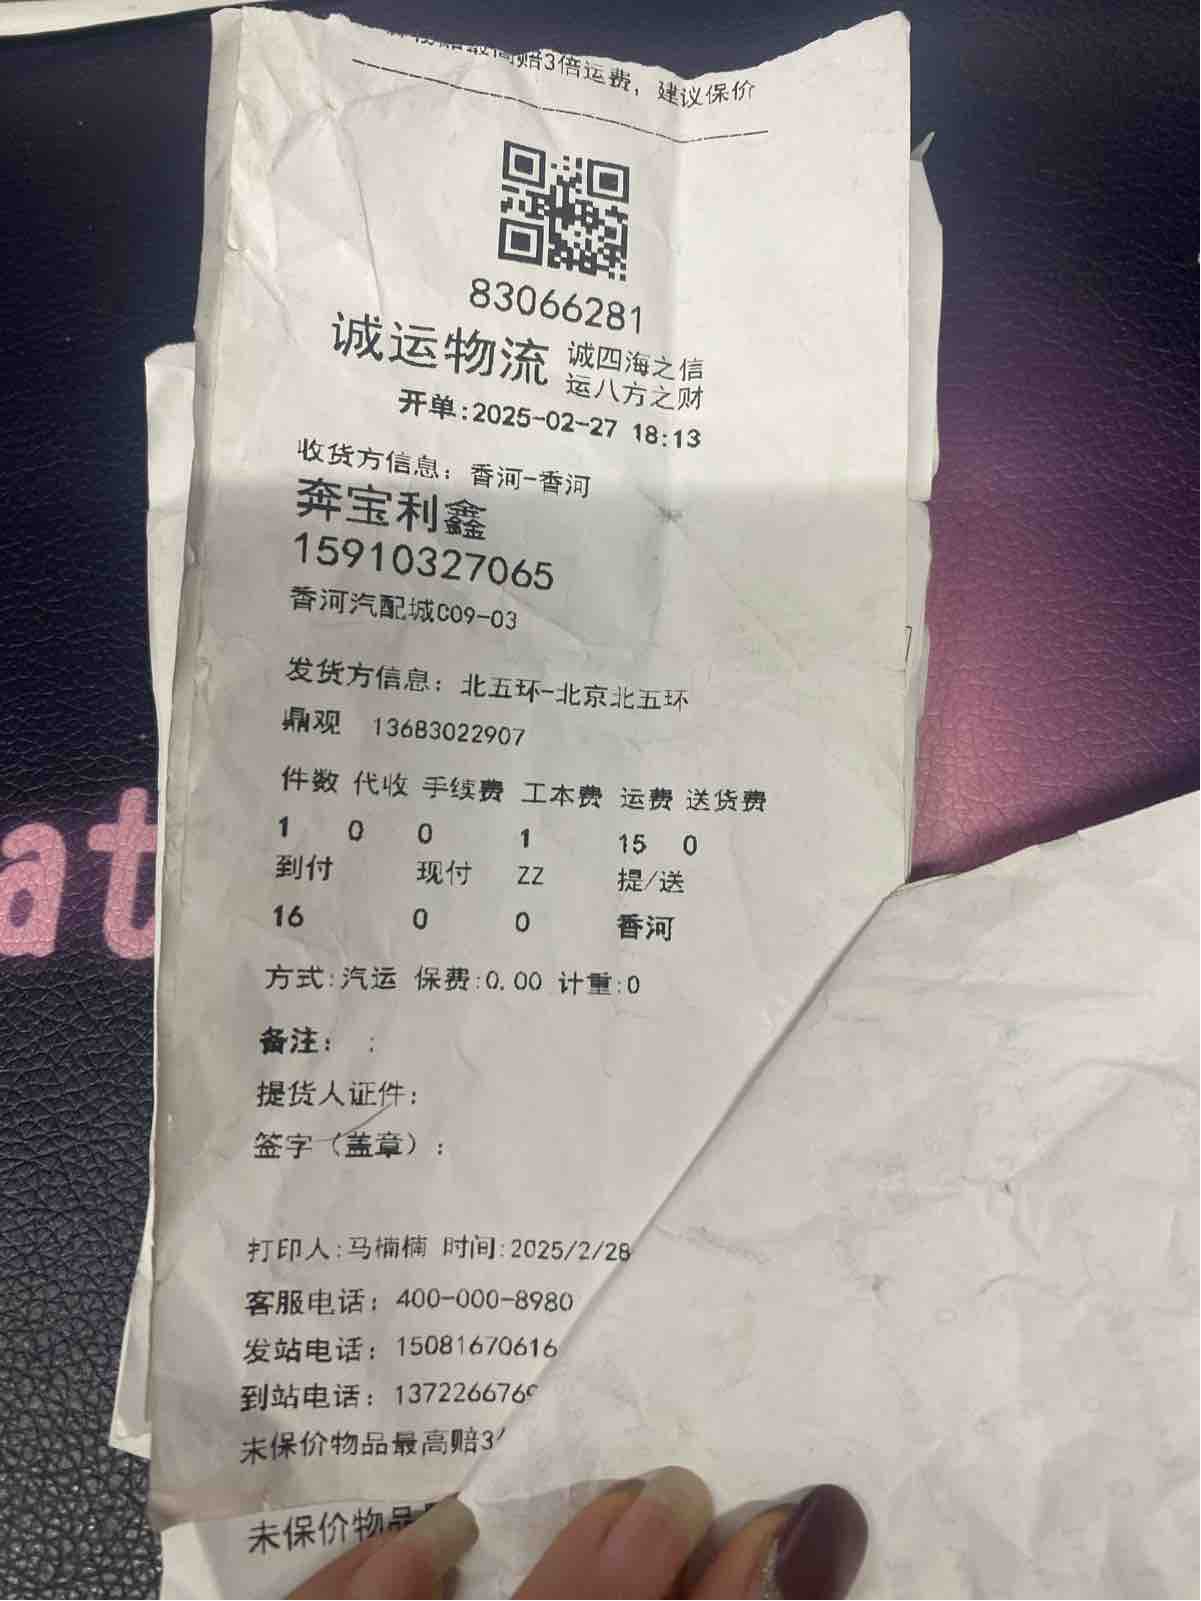 最高赔3倍运费，建议保价
83066281
诚运物流 诚四海之信
运八方之财
开单:2025-02-27 18:13
收货方信息：香河-香河
奔宝利鑫
15910327065
香河汽配城C09-03
发货方信息：北五环-北京北五环
鼎观 13683022907
件数 代收 手续费 工本费 运费 送货费
1 0 0 1 15 0
到付 现付 ZZ 提/送
16 0 0 香河
方式:汽运 保费:0.00 计重:0
备注： :
提货人证件：
签字（盖章）：
打印人:马楠楠 时间:2025/2/28
客服电话：400-000-8980
发站电话：15081670616
到站电话：1372266769
未保价物品最高赔3
未保价物品
at